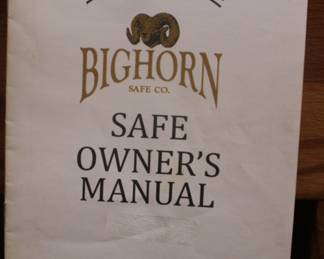 BIGHORN
SAFE CO.
SAFE
OWNER'S
MANUAL